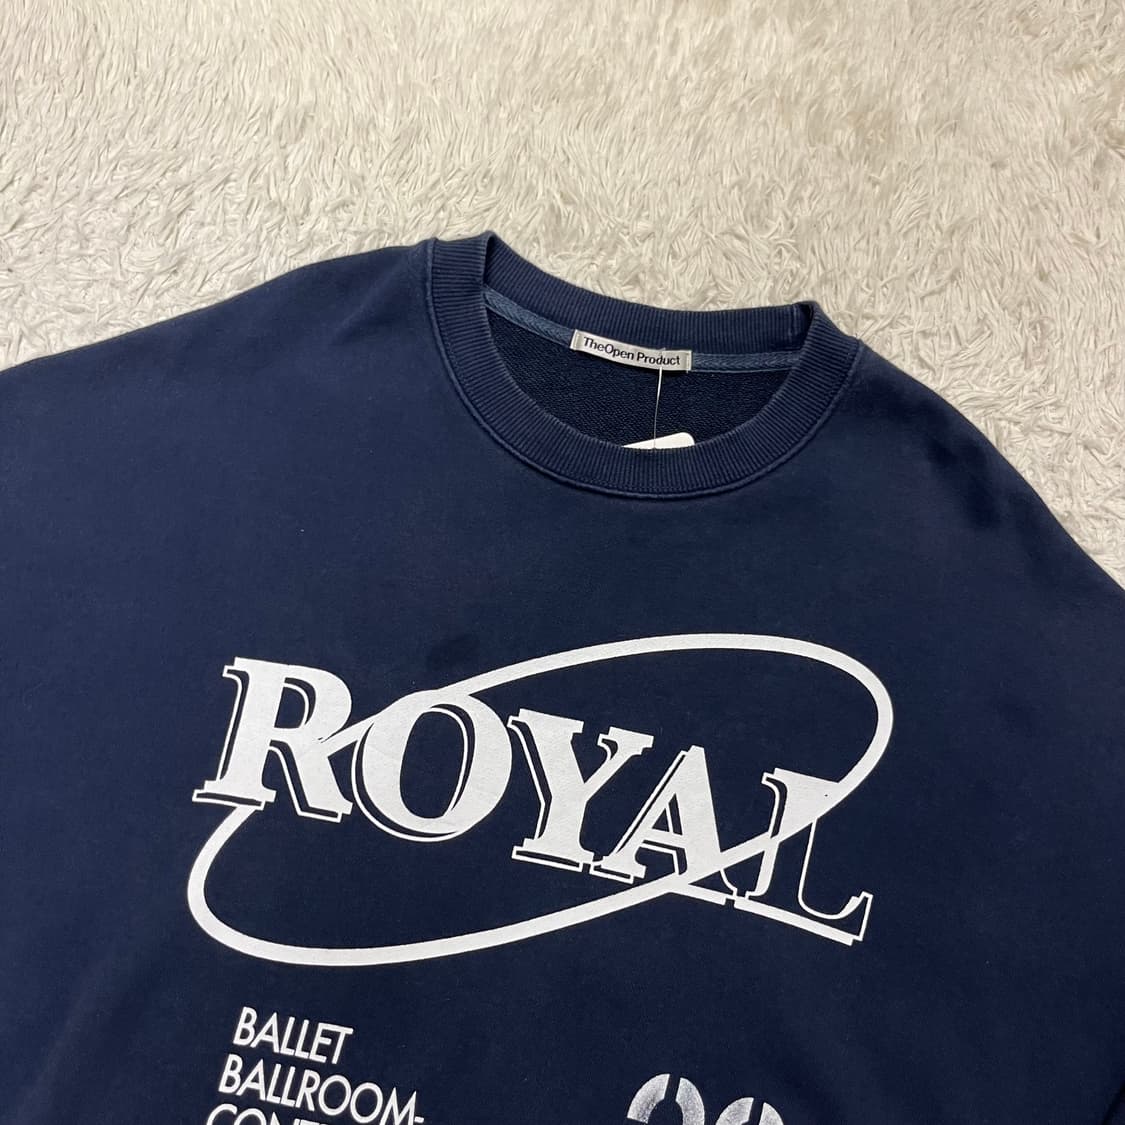 TheOpen Product
ROYAL
BALLET
BALLROOM-